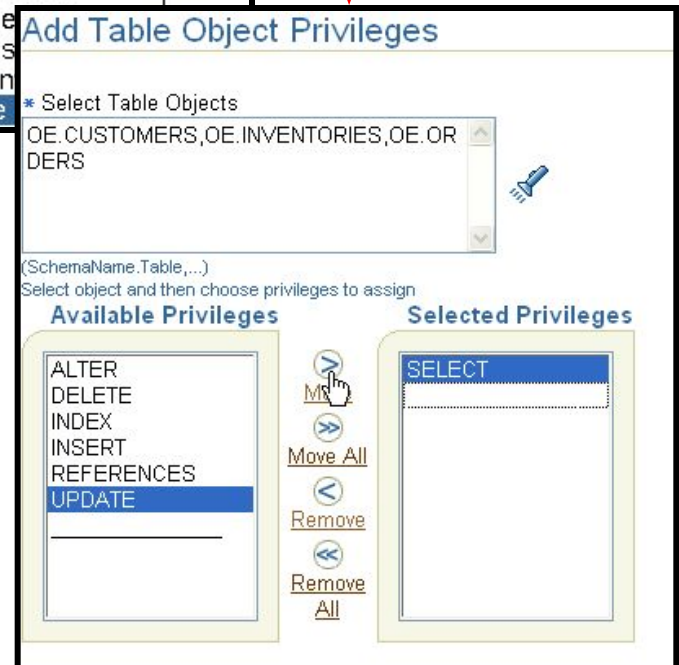 e
s
n
e
Add Table Object Privileges
* Select Table Objects
OE.CUSTOMERS,OE.INVENTORIES,OE.OR
DERS
(SchemaName.Table,...)
Select object and then choose privileges to assign
Available Privileges
Selected Privileges
ALTER
DELETE
INDEX
INSERT
REFERENCES
UPDATE
Move All
Remove
Remove
All
SELECT